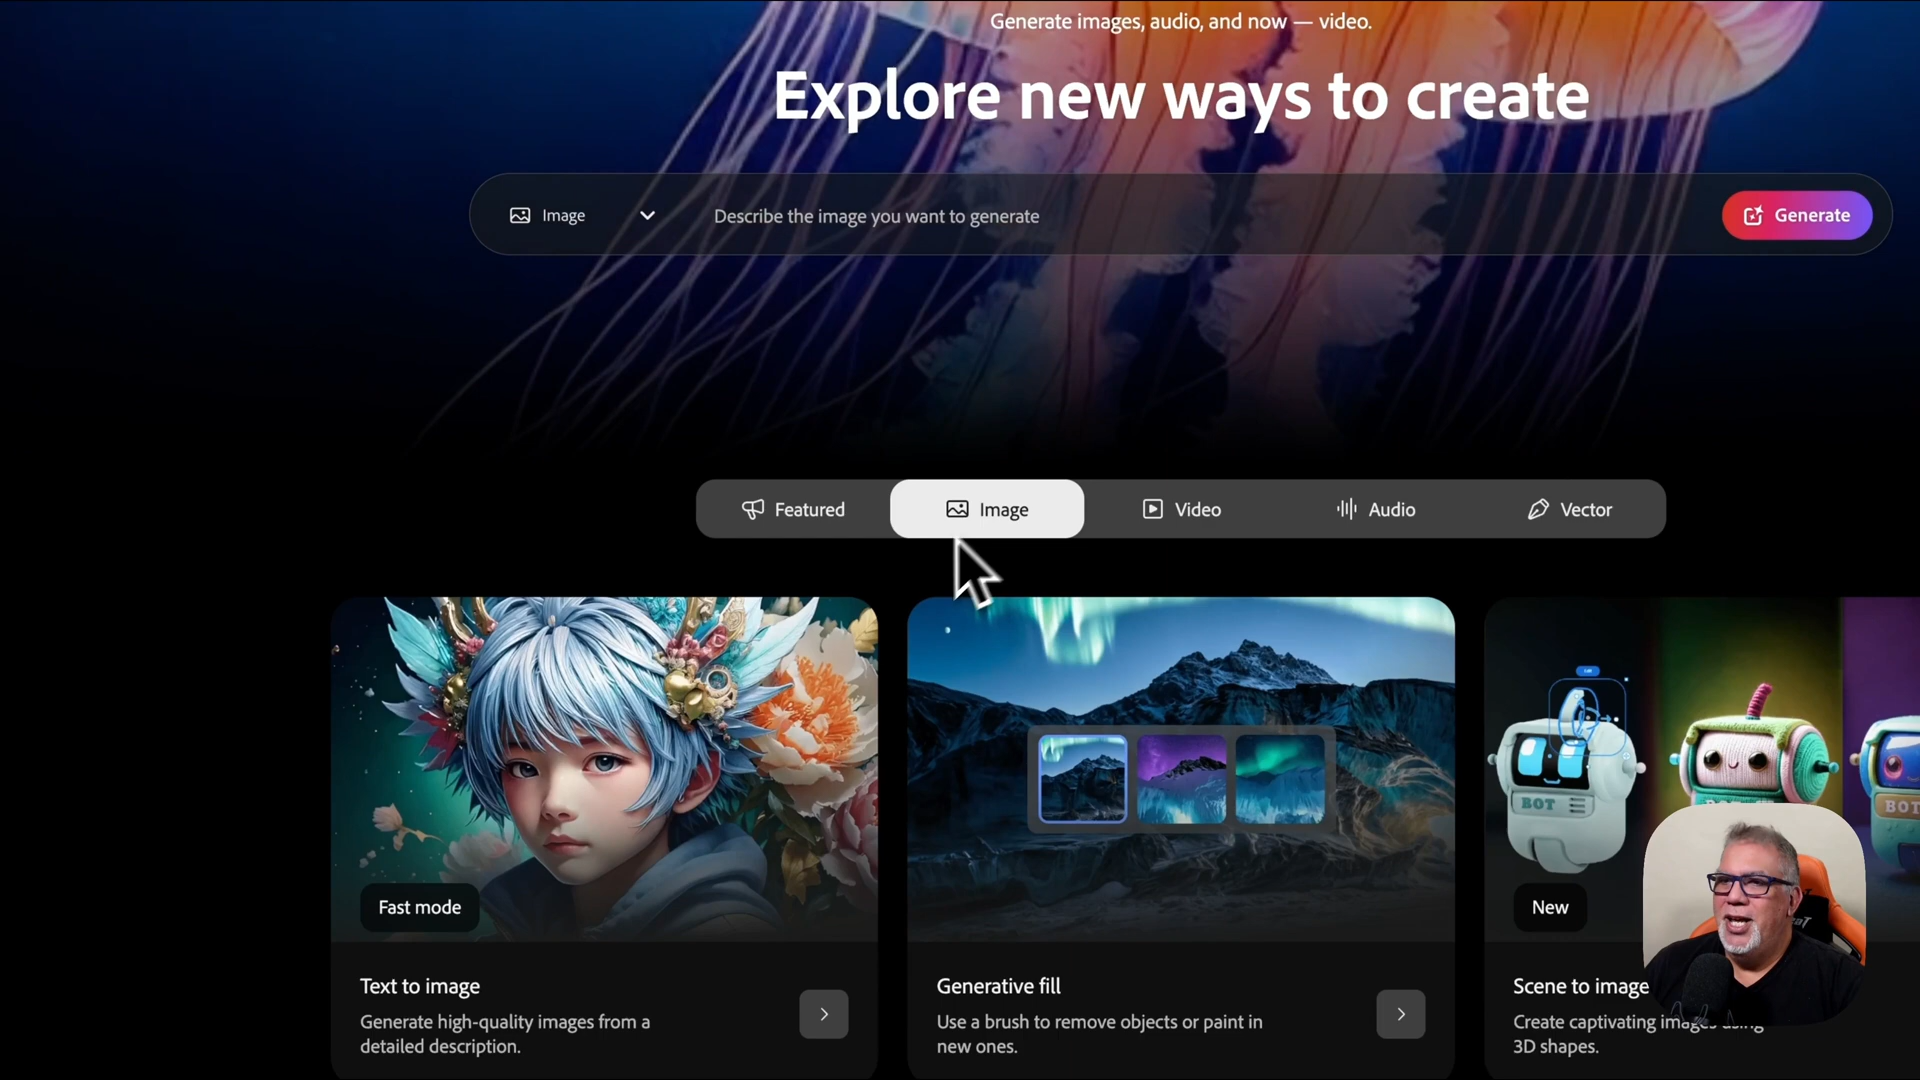 Generate images, audio, and now — video.
Explore new ways to create
Image
Describe the image you want to generate
Generate
Featured
Image
Video
Audio
Vector
BOT
BOT
Fast mode
New
Text to image
Generate high-quality images from a
detailed description.
Generative fill
Use a brush to remove objects or paint in
new ones.
Scene to image
Create captivating images using
3D shapes.